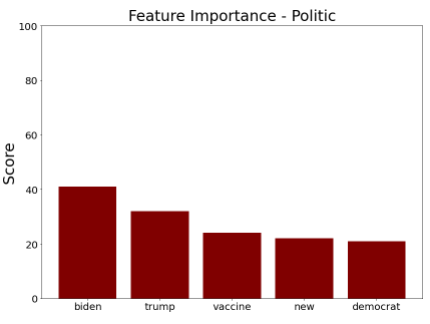 Feature Importance - Politic
100
80
60
40
20
0
Score
biden trump vaccine new democrat